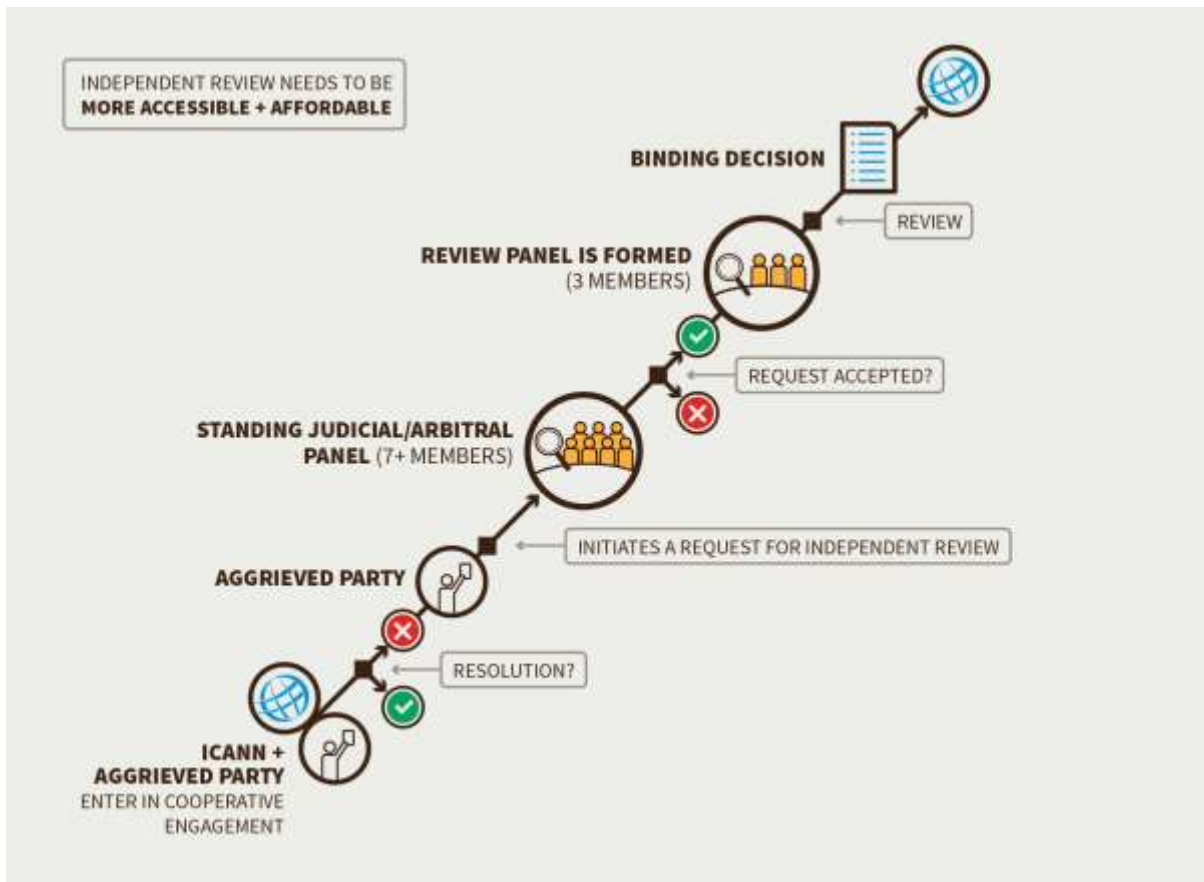 INDEPENDENT REVIEW NEEDS TO BE
MORE ACCESSIBLE + AFFORDABLE
BINDING DECISION
REVIEW
REVIEW PANEL IS FORMED
(3 MEMBERS)
REQUEST ACCEPTED?
STANDING JUDICIAL/ARBITRAL
PANEL (7+ MEMBERS)
INITIATES A REQUEST FOR INDEPENDENT REVIEW
AGGRIEVED PARTY
RESOLUTION?
ICANN +
AGGRIEVED PARTY
ENTER IN COOPERATIVE
ENGAGEMENT